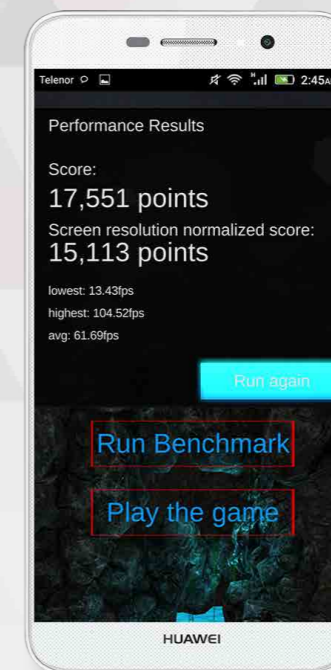 Telenor 2:45AM
Performance Results
Score:
17,551 points
Screen resolution normalized score:
15,113 points
lowest: 13.43fps
highest: 104.52fps
avg: 61.69fps
Run again
Run Benchmark
Play the game
HUAWEI